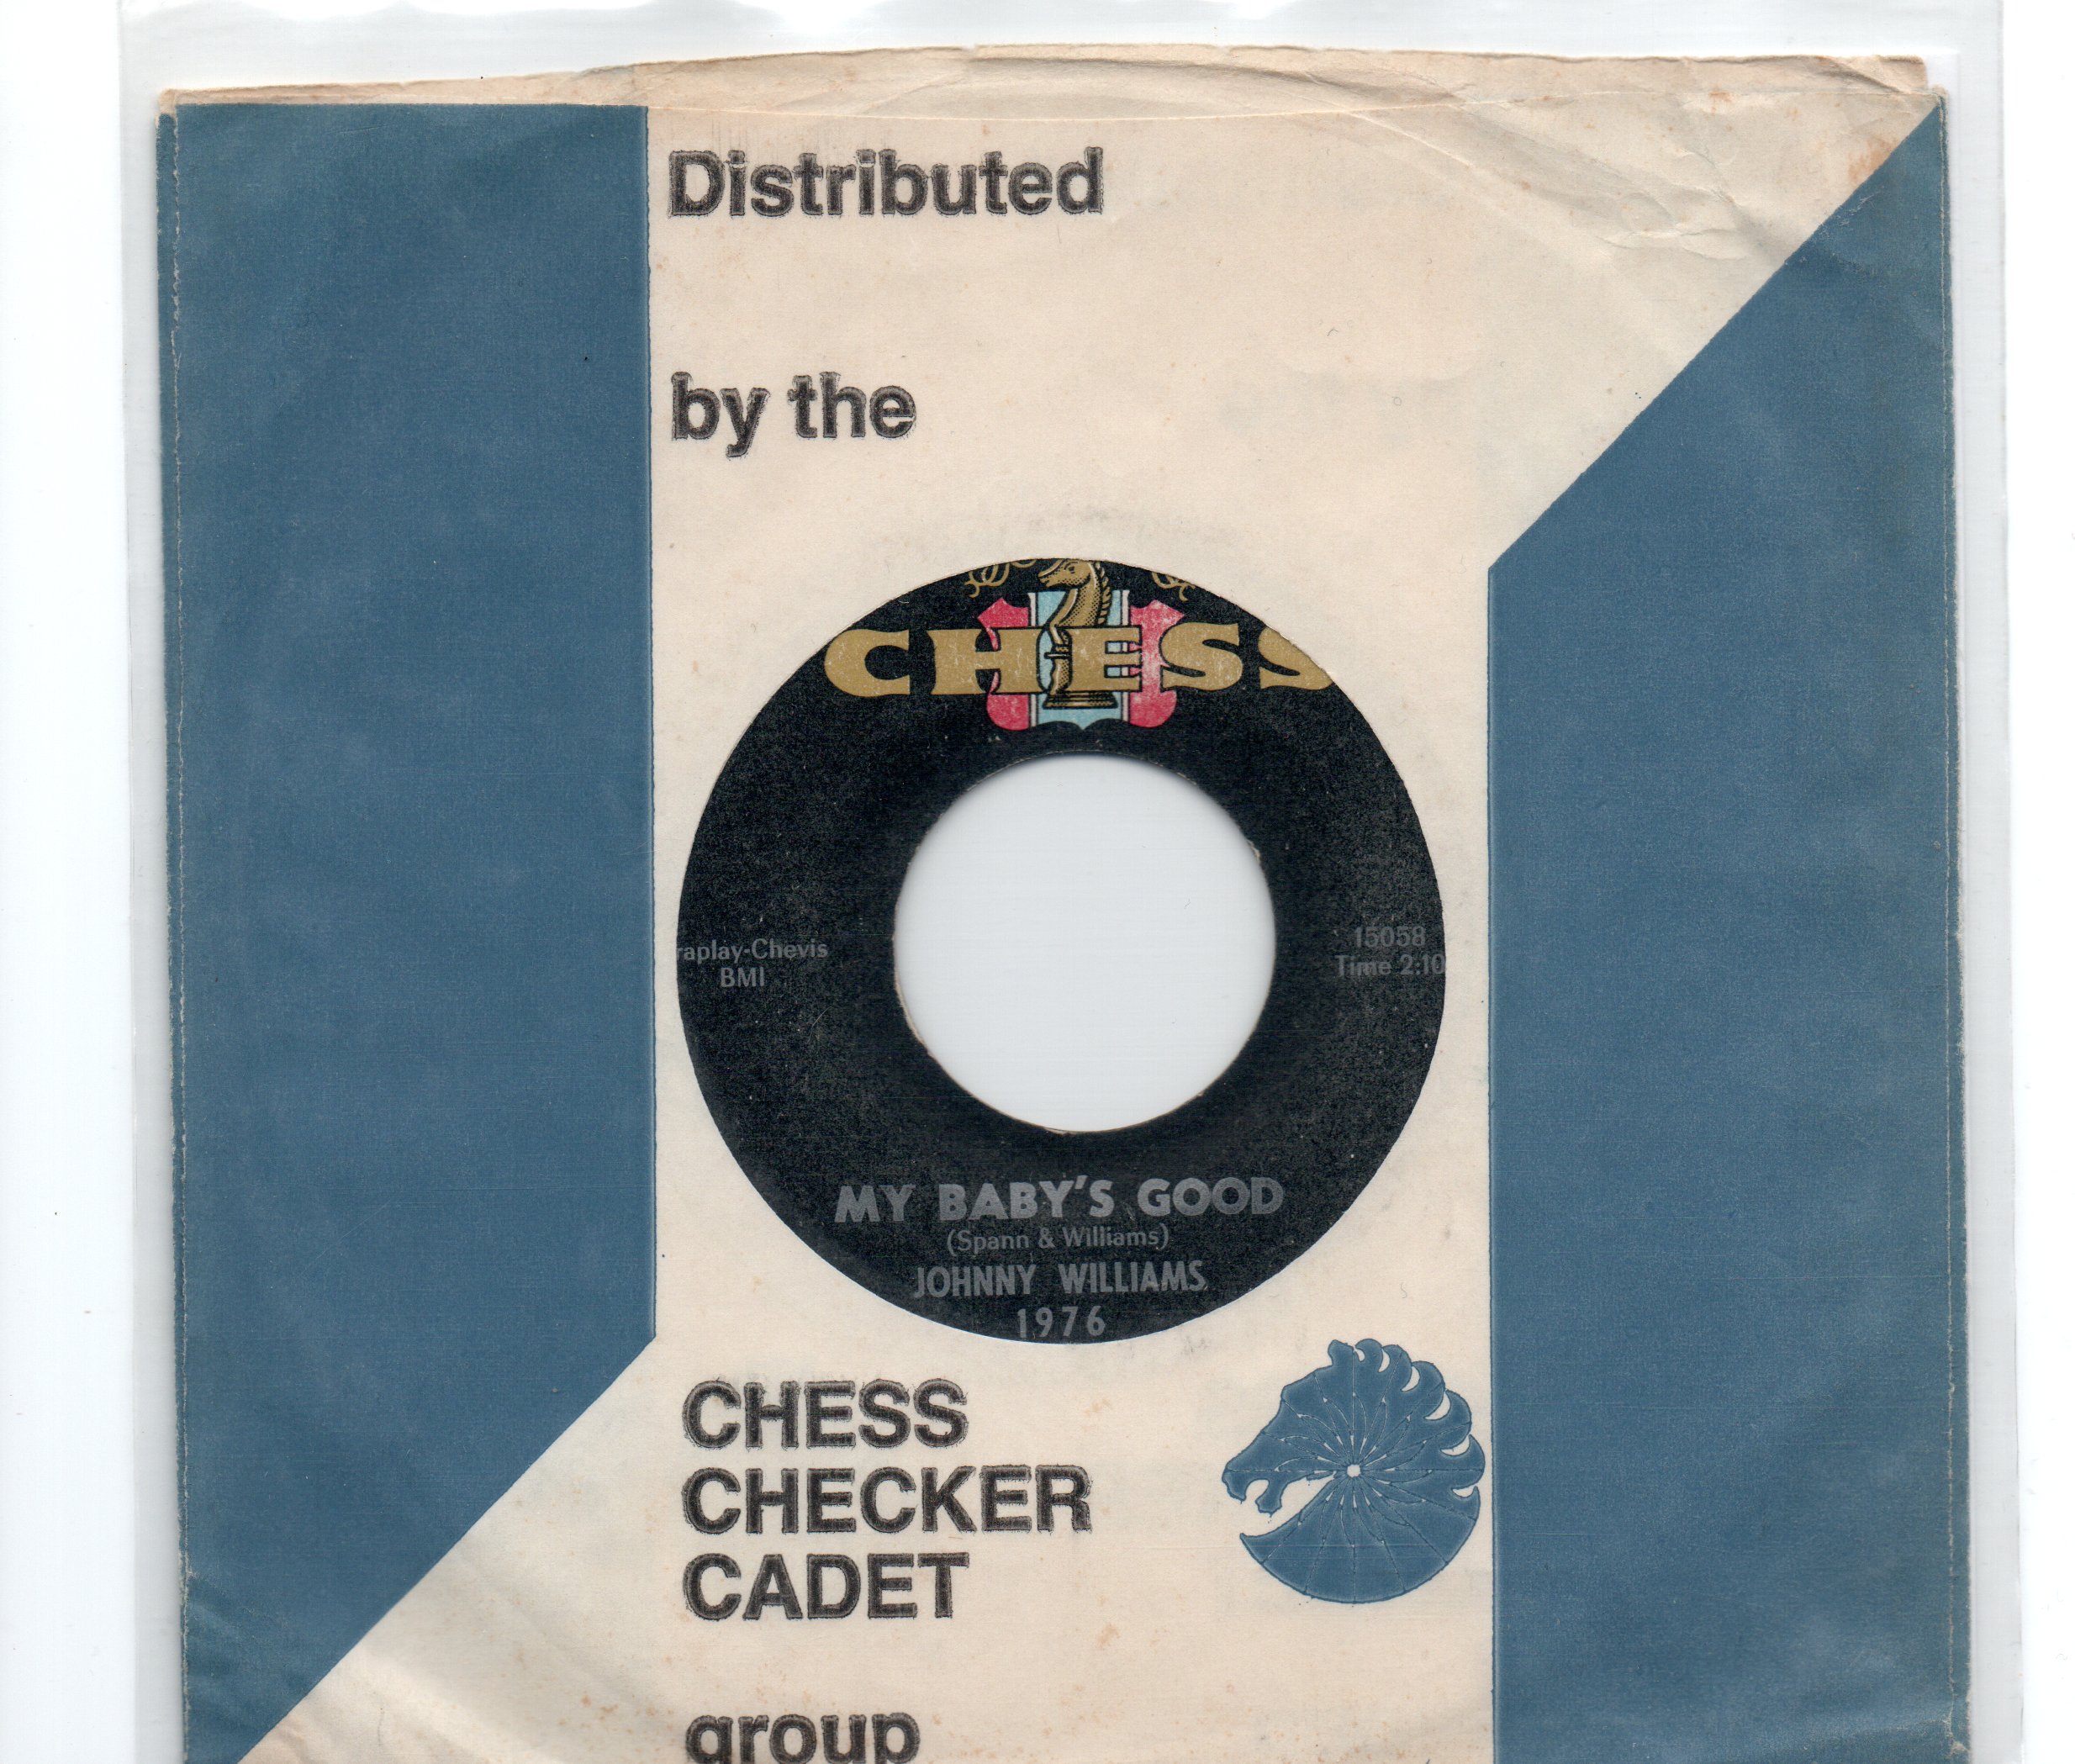 Distributed
by the
CHESS
raplay-Chevis
BMI
15058
Time 2:10
MY BABY'S GOOD
(Spann & Williams)
JOHNNY WILLIAMS
1976
CHESS
CHECKER
CADET
group